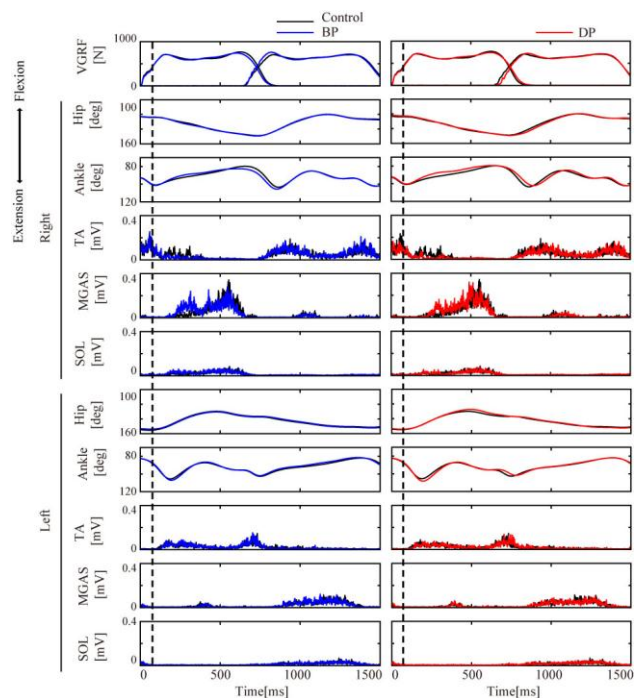 Control
BP
DP
1000
0
VGRF
[N]
Extension
Flexion
Right
100
160
Hip
[deg]
80
120
Ankle
[deg]
0.4
0
TA
[mV]
0.4
0
MGAS
[mV]
0.4
0
SOL
[mV]
Left
100
160
Hip
[deg]
80
120
Ankle
[deg]
0.4
0
TA
[mV]
0.4
0
MGAS
[mV]
0.4
0
SOL
[mV]
0
500
1000
1500
0
500
1000
1500
Time[ms]
Time[ms]